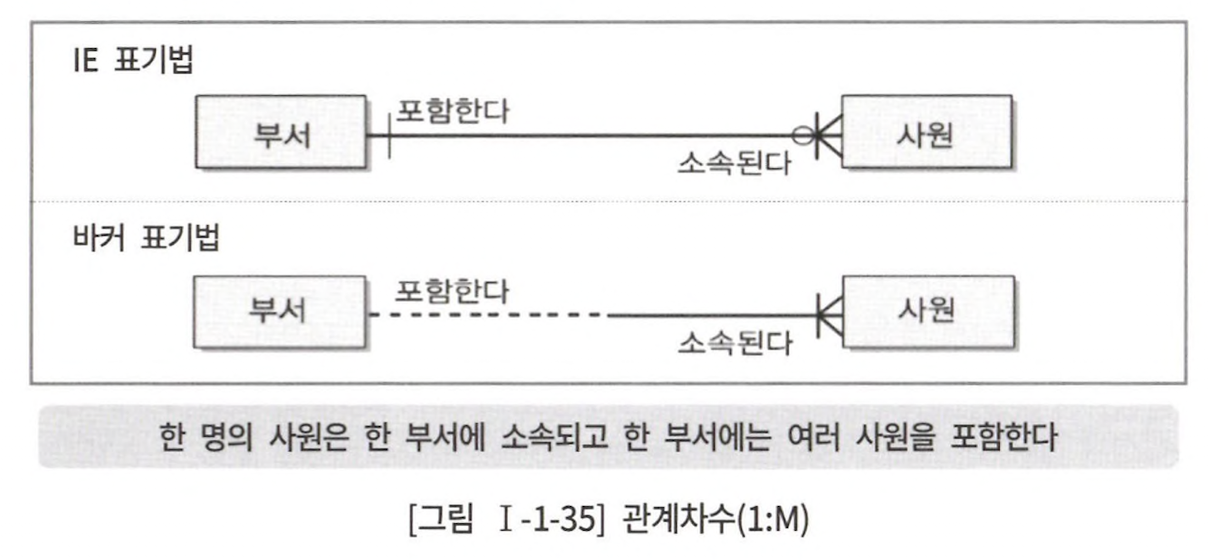 IE 표기법
부서
포함한다
소속된다
사원
바커 표기법
부서
포함한다
소속된다
사원
한 명의 사원은 한 부서에 소속되고 한 부서에는 여러 사원을 포함한다
[그림 Ⅰ-1-35] 관계차수(1:M)